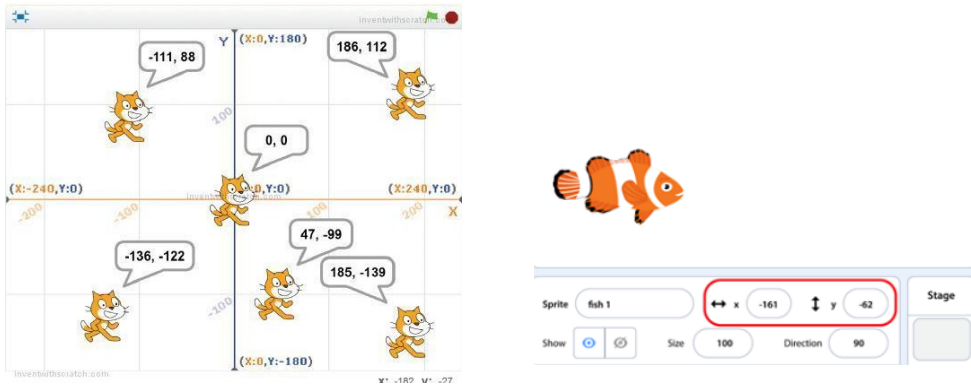 inventwithscratch.co
Y (X:0,Y:180)
-111, 88
186, 112
100
0, 0
(X:-240,Y:0)
,Y:0)
(X:240,Y:0)
-200
-100
100
200
X
47, -99
-136, -122
185, -139
-100
(X:0,Y:-180)
inventwithscratch.com
X: -182 Y: -27
Sprite fish 1 x -161 y -62
Show Size 100 Direction 90
Stage